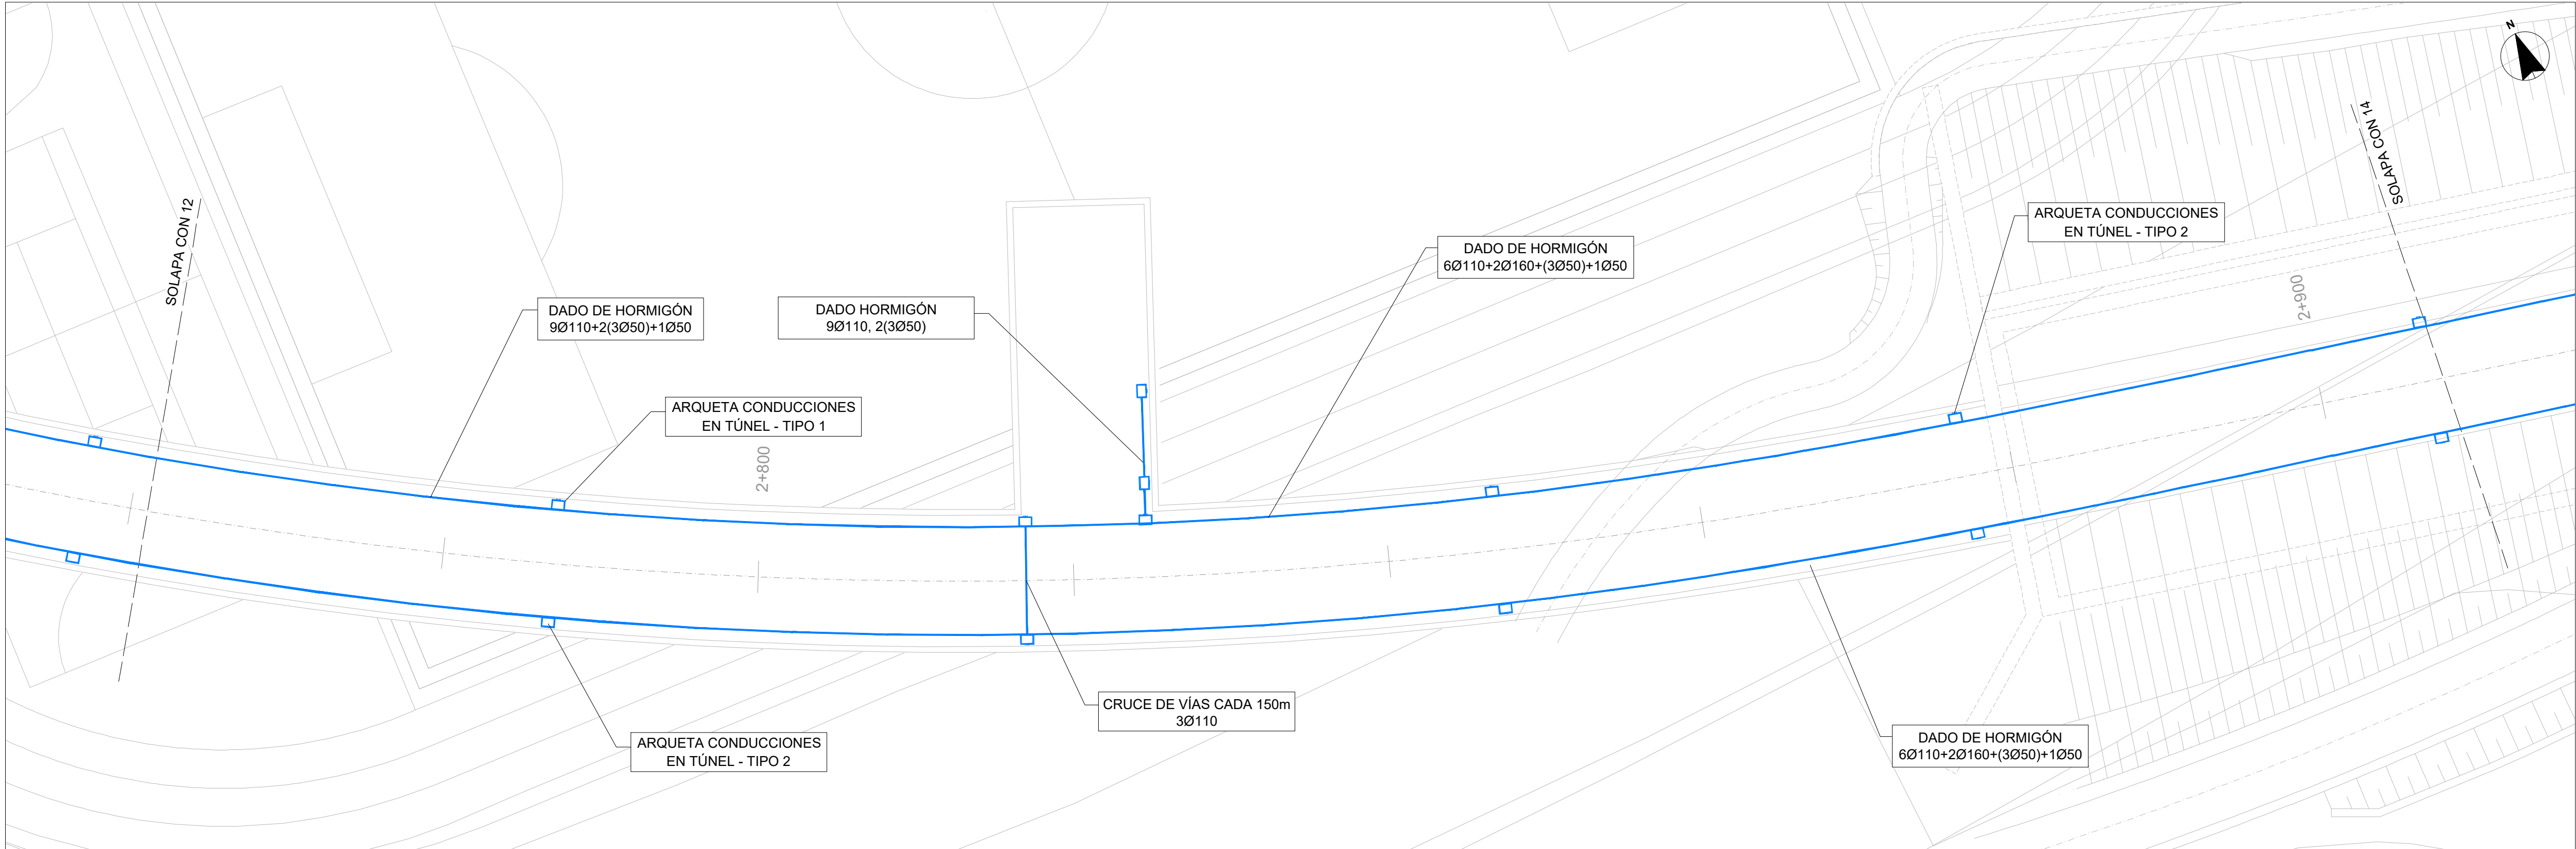 N
SOLAPA CON 12
SOLAPA CON 14
ARQUETA CONDUCCIONES
EN TÚNEL - TIPO 2
DADO DE HORMIGÓN
6Ø110+2Ø160+(3Ø50)+1Ø50
DADO DE HORMIGÓN
9Ø110+2(3Ø50)+1Ø50
DADO HORMIGÓN
9Ø110, 2(3Ø50)
2+900
ARQUETA CONDUCCIONES
EN TÚNEL - TIPO 1
2+800
CRUCE DE VÍAS CADA 150m
3Ø110
ARQUETA CONDUCCIONES
EN TÚNEL - TIPO 2
DADO DE HORMIGÓN
6Ø110+2Ø160+(3Ø50)+1Ø50